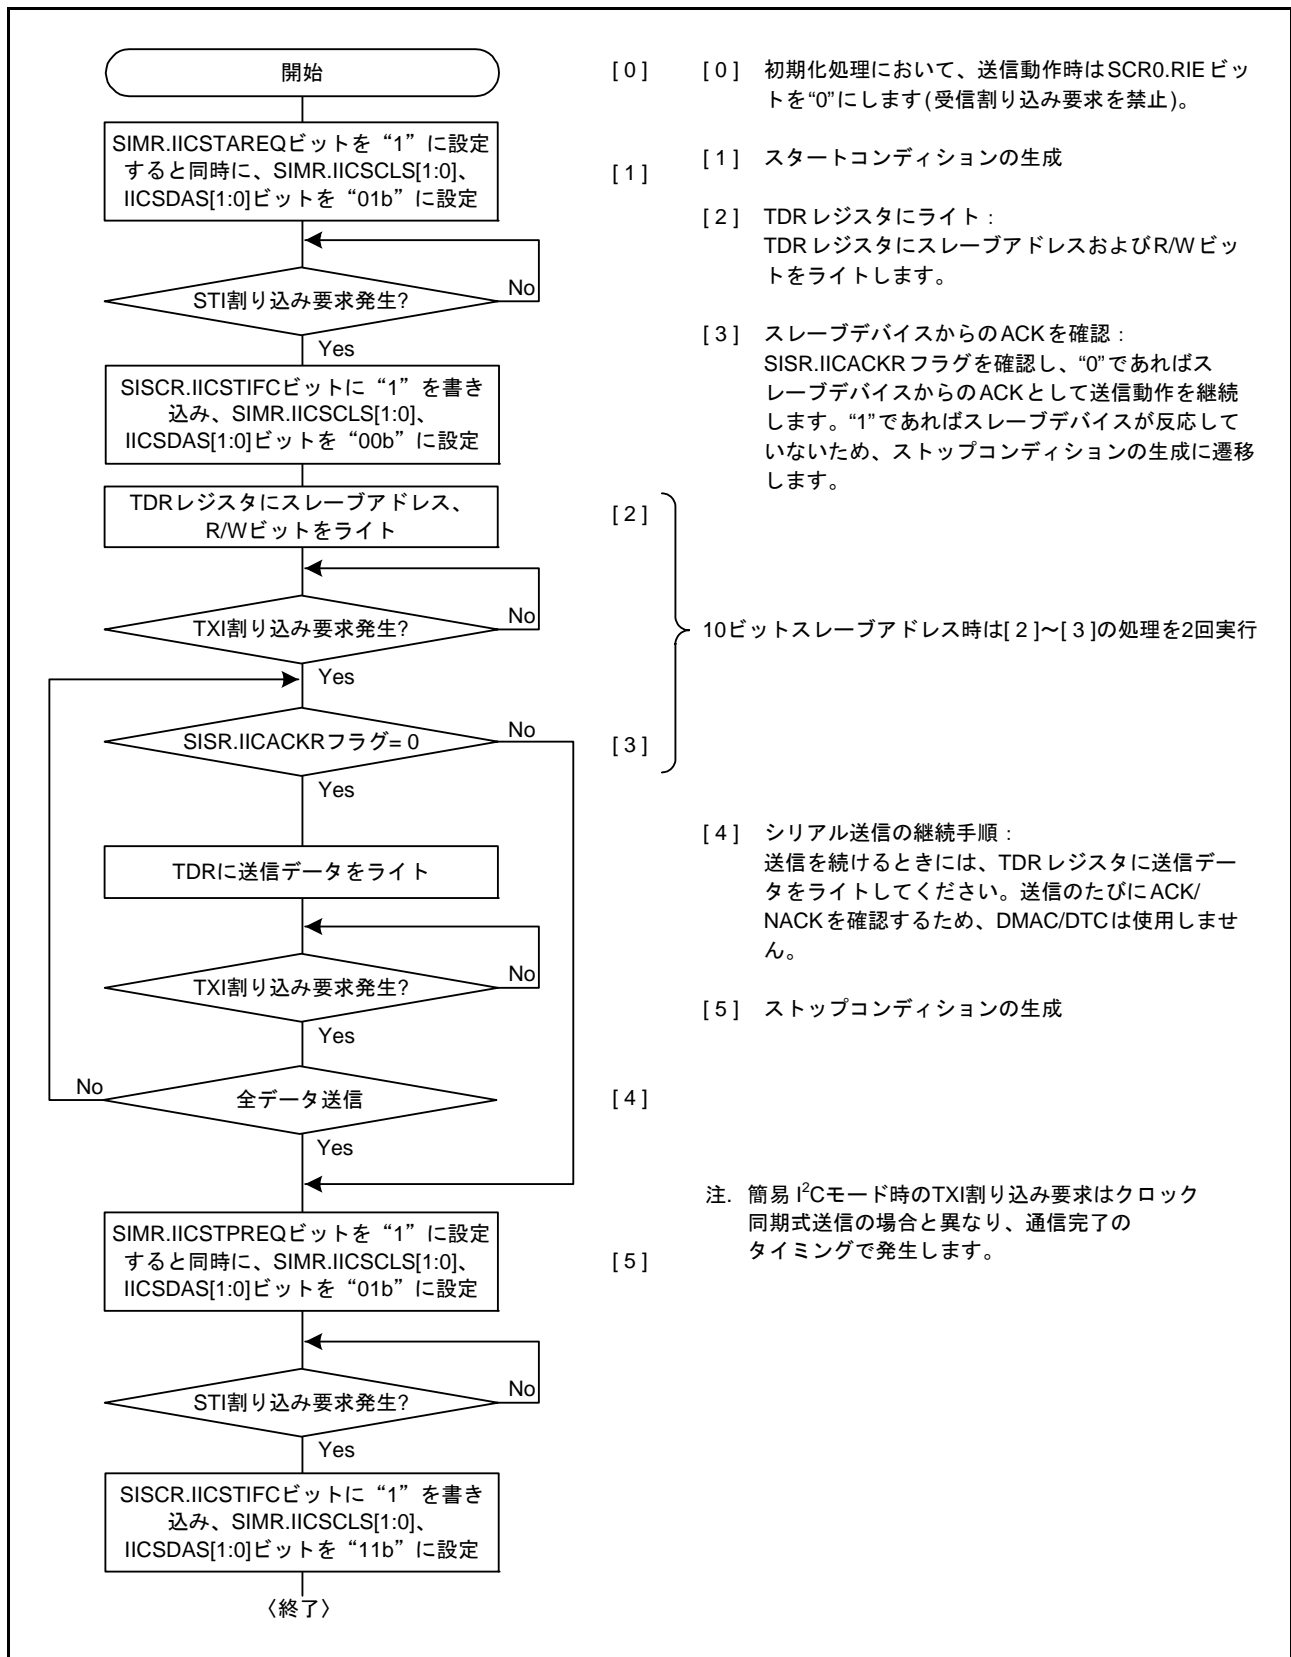 開始
[ 0 ]
SIMR.IICSTAREQビットを“1”に設定
すると同時に、SIMR.IICSCLS[1:0]、
IICSDAS[1:0]ビットを“01b”に設定
[ 1 ]
STI割り込み要求発生?
No
Yes
SISCR.IICSTIFCビットに“1”を書き
込み、SIMR.IICSCLS[1:0]、
IICSDAS[1:0]ビットを“00b”に設定
TDRレジスタにスレーブアドレス、
R/Wビットをライト
[ 2 ]
TXI割り込み要求発生?
No
Yes
SISR.IICACKRフラグ= 0
No
[ 3 ]
Yes
10ビットスレーブアドレス時は[ 2 ]～[ 3 ]の処理を2回実行
TDRに送信データをライト
TXI割り込み要求発生?
No
Yes
全データ送信
No
[ 4 ]
Yes
SIMR.IICSTPREQビットを“1”に設定
すると同時に、SIMR.IICSCLS[1:0]、
IICSDAS[1:0]ビットを“01b”に設定
[ 5 ]
STI割り込み要求発生?
No
Yes
SISCR.IICSTIFCビットに“1”を書き
込み、SIMR.IICSCLS[1:0]、
IICSDAS[1:0]ビットを“11b”に設定
〈終了〉
[ 0 ] 初期化処理において、送信動作時はSCR0.RIEビッ
トを“0”にします(受信割り込み要求を禁止)。
[ 1 ] スタートコンディションの生成
[ 2 ] TDRレジスタにライト：
TDRレジスタにスレーブアドレスおよびR/Wビッ
トをライトします。
[ 3 ] スレーブデバイスからのACKを確認：
SISR.IICACKRフラグを確認し、“0”であればス
レーブデバイスからのACKとして送信動作を継続
します。“1”であればスレーブデバイスが反応して
いないため、ストップコンディションの生成に遷移
します。
[ 4 ] シリアル送信の継続手順：
送信を続けるときには、TDRレジスタに送信デー
タをライトしてください。送信のたびにACK/
NACKを確認するため、DMAC/DTCは使用しませ
ん。
[ 5 ] ストップコンディションの生成
注. 簡易 I²Cモード時のTXI割り込み要求はクロック
同期式送信の場合と異なり、通信完了の
タイミングで発生します。